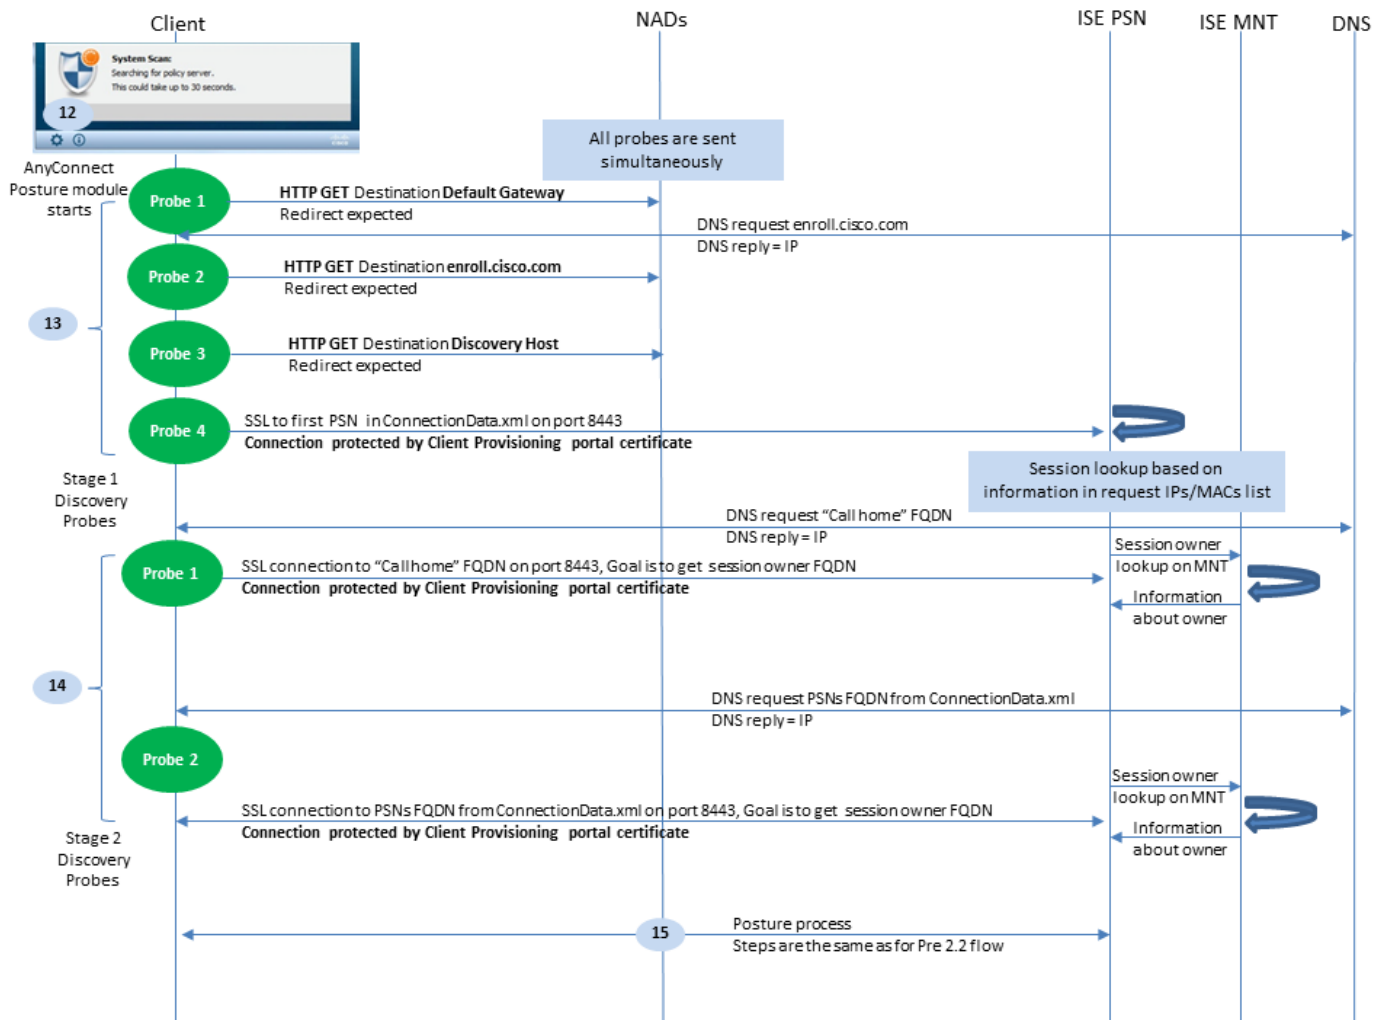 Client
NADs
ISE PSN
ISE MNT
DNS
System Scan:
Searching for policy server.
This could take up to 30 seconds.
12
All probes are sent
simultaneously
AnyConnect
Posture module
starts
Probe 1
HTTP GET Destination Default Gateway
Redirect expected
DNS request enroll.cisco.com
DNS reply = IP
Probe 2
HTTP GET Destination enroll.cisco.com
Redirect expected
13
Probe 3
HTTP GET Destination Discovery Host
Redirect expected
Probe 4
SSL to first PSN in ConnectionData.xml on port 8443
Connection protected by Client Provisioning portal certificate
Session lookup based on
information in request IPs/MACs list
Stage 1
Discovery
Probes
DNS request “Call home” FQDN
DNS reply = IP
Probe 1
SSL connection to “Call home” FQDN on port 8443, Goal is to get session owner FQDN
Connection protected by Client Provisioning portal certificate
Session owner
lookup on MNT
Information
about owner
14
DNS request PSNs FQDN from ConnectionData.xml
DNS reply = IP
Probe 2
Session owner
lookup on MNT
SSL connection to PSNs FQDN from ConnectionData.xml on port 8443, Goal is to get session owner FQDN
Connection protected by Client Provisioning portal certificate
Information
about owner
Stage 2
Discovery
Probes
15
Posture process
Steps are the same as for Pre 2.2 flow